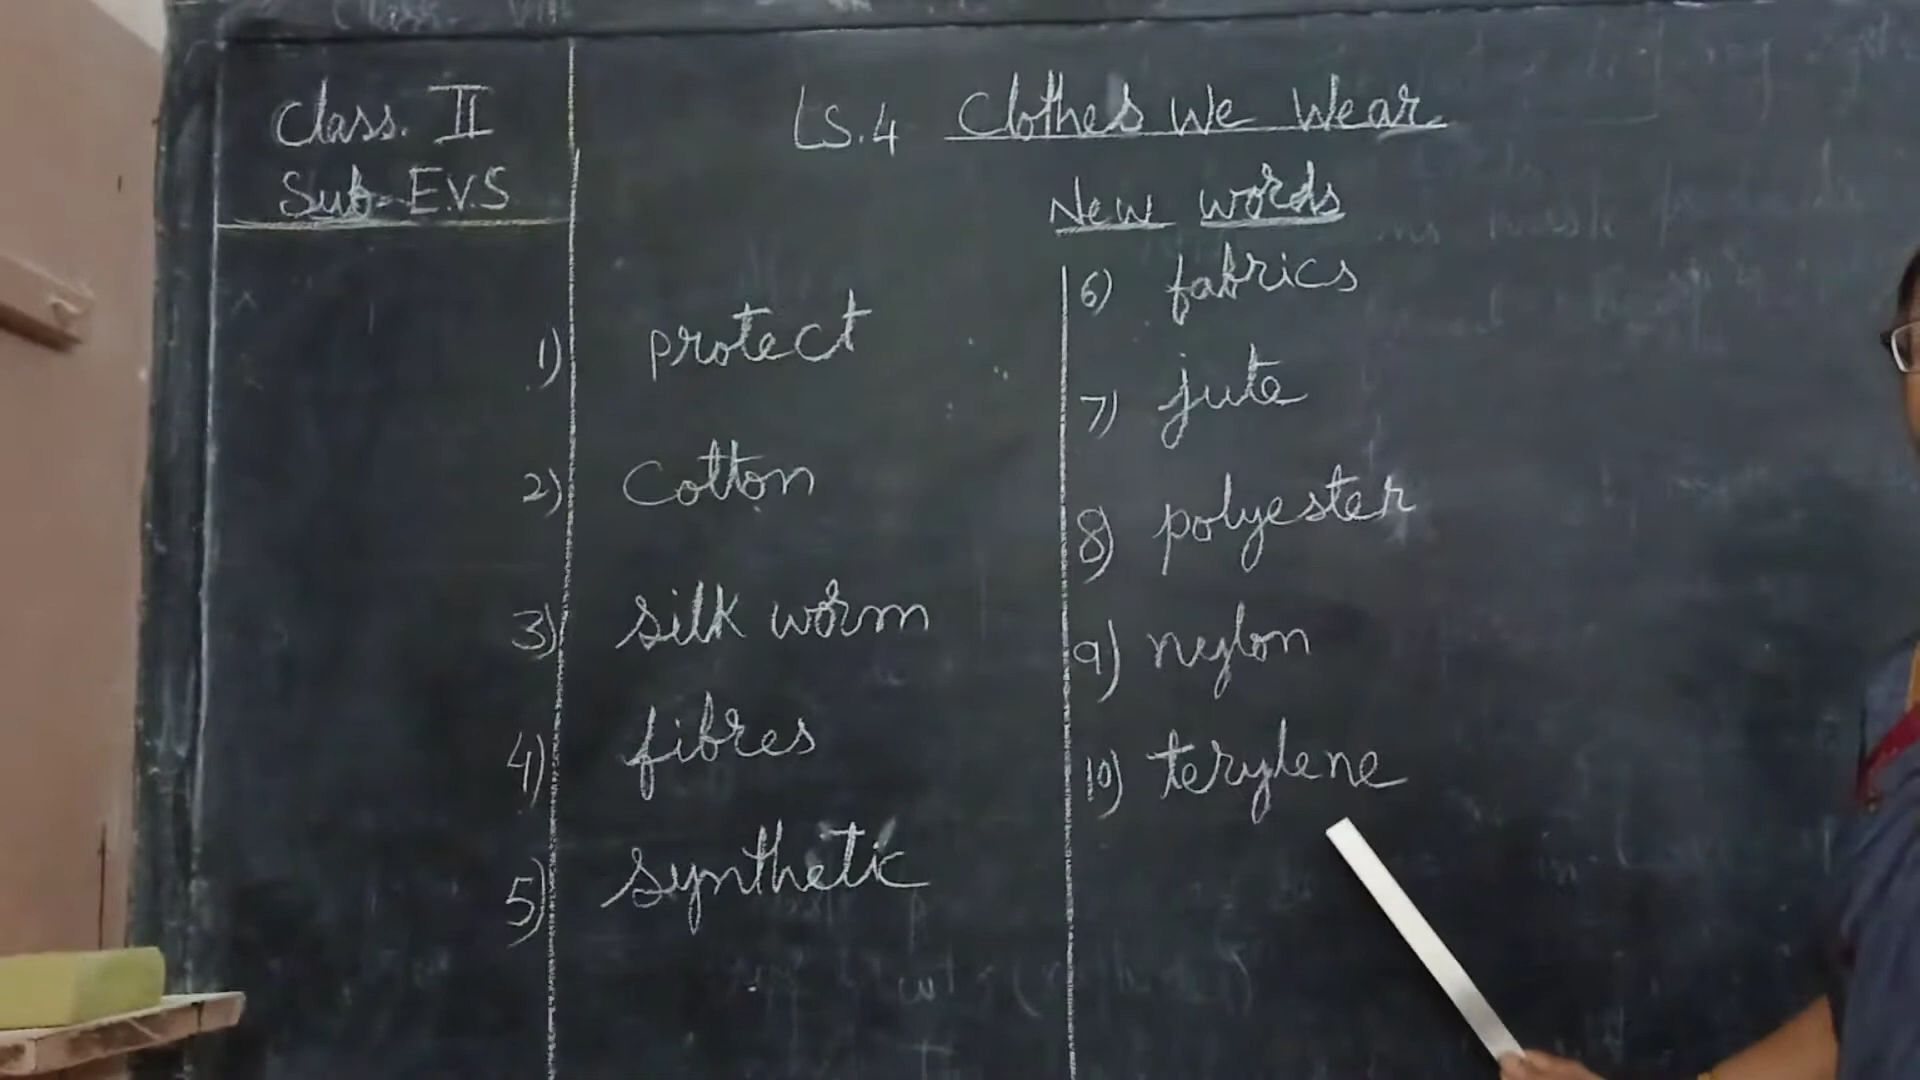 Class. II
Sub-E.V.S
LS.4 Clothes We Wear
New words
1) protect
2) Cotton
3) silk worm
4) fibres
5) synthetic
6) fabrics
7) jute
8) polyester
9) nylon
10) terylene